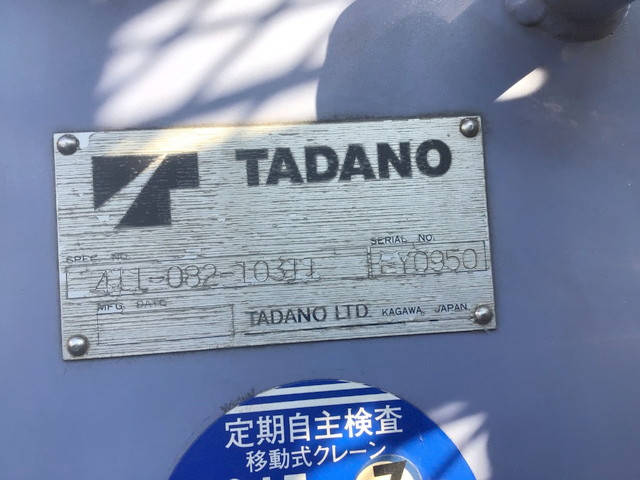 TADANO
SPEC. NO.
SERIAL NO.
411-082-10311
EY0350
MFG. DATE
TADANO LTD. KAGAWA, JAPAN
定期自主検査
移動式クレーン
7